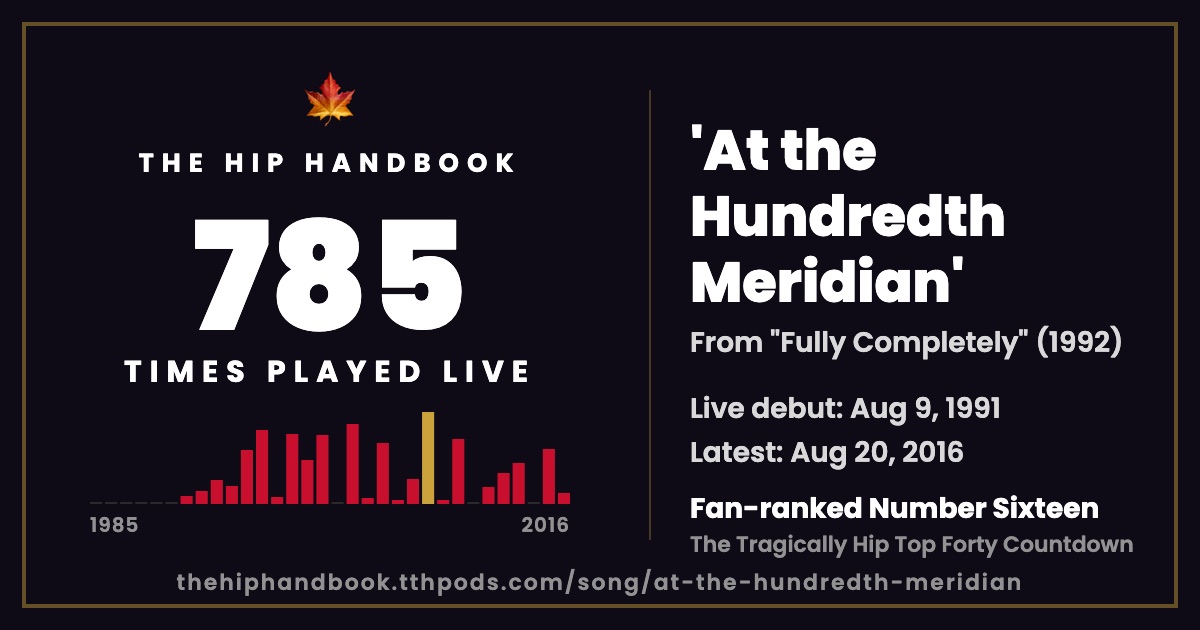 THE HIP HANDBOOK
785
TIMES PLAYED LIVE
1985
2016
'At the
Hundredth
Meridian'
From "Fully Completely" (1992)
Live debut: Aug 9, 1991
Latest: Aug 20, 2016
Fan-ranked Number Sixteen
The Tragically Hip Top Forty Countdown
thehiphandbook.tthpods.com/song/at-the-hundredth-meridian